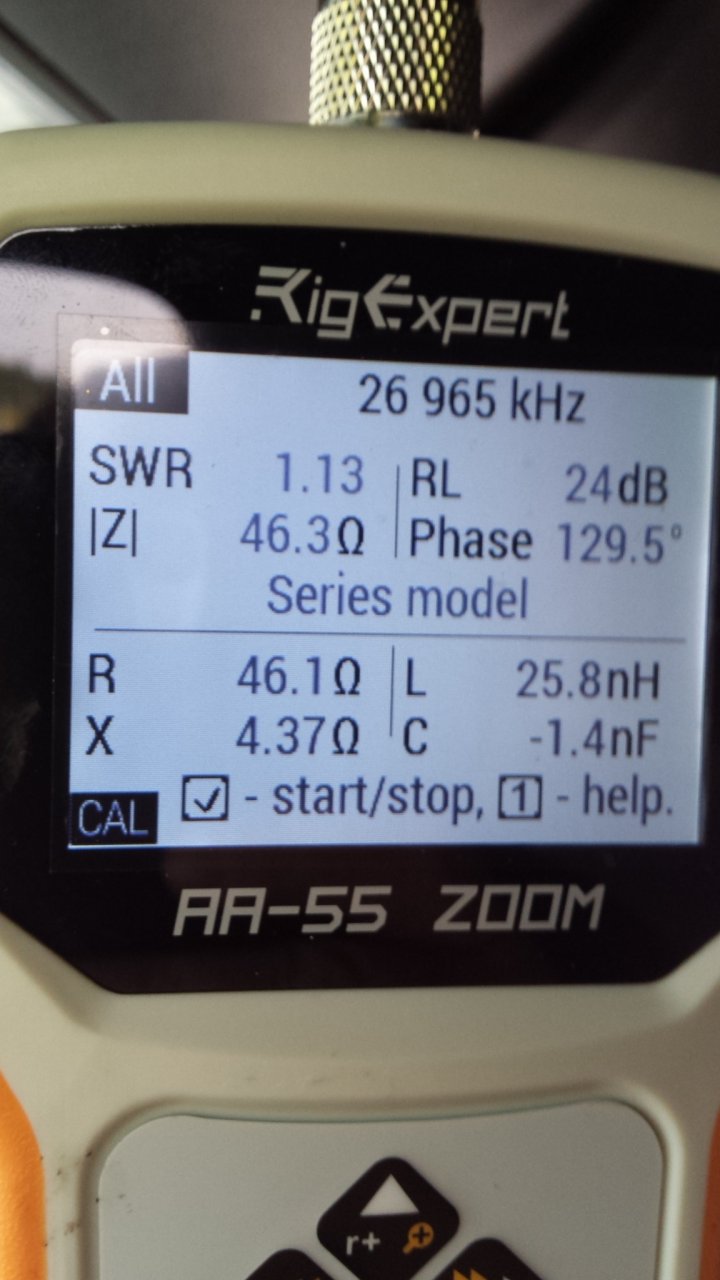 RigExpert
All 26 965 kHz
SWR 1.13 RL 24dB
|Z| 46.3Ω Phase 129.5°
Series model
R 46.1Ω L 25.8nH
X 4.37Ω C -1.4nF
CAL ☑ - start/stop, 1 - help.
AA-55 ZOOM
r+